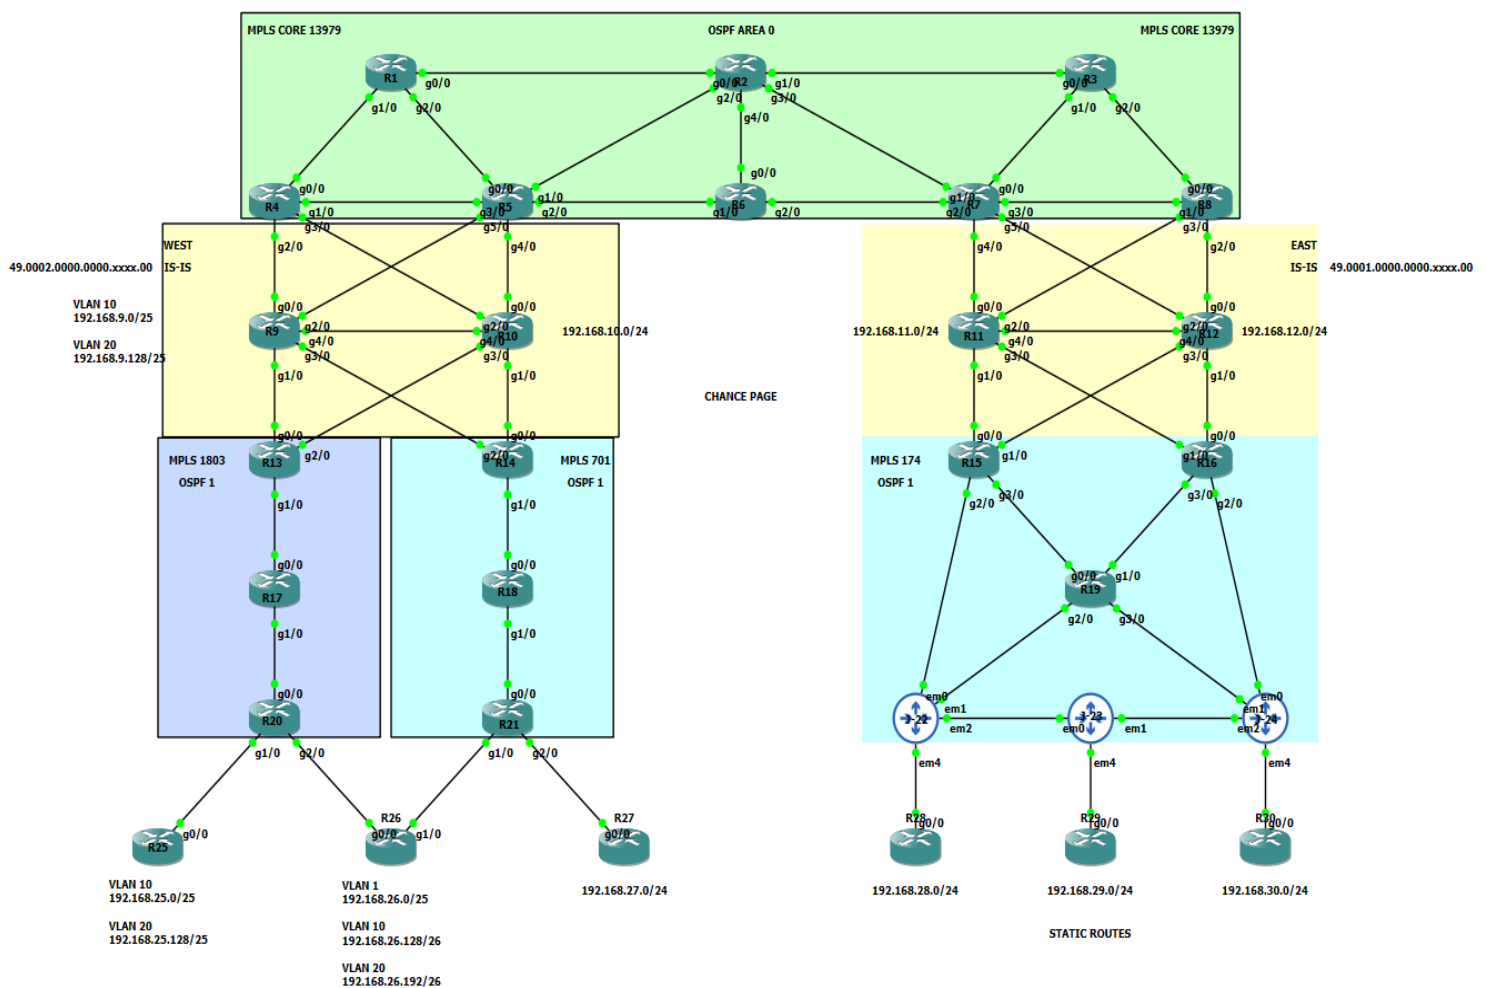 MPLS CORE 13979
OSPF AREA 0
MPLS CORE 13979
R1
g0/0
g0/0
R2
g1/0
g0/0
R3
g1/0
g2/0
g2/0
g3/0
g1/0
g2/0
g4/0
g0/0
g0/0
g0/0
g0/0
g0/0
R4
g1/0
g3/0
g3/0
R5
g1/0
g2/0
g5/0
g1/0
R6
g2/0
g1/0
g2/0
R7
g3/0
g5/0
g1/0
R8
g3/0
WEST
g2/0
g4/0
g4/0
g2/0
EAST
49.0002.0000.0000.xxxx.00
IS-IS
IS-IS
49.0001.0000.0000.xxxx.00
VLAN 10
192.168.9.0/25
g0/0
g0/0
g0/0
g0/0
R9
g2/0
g4/0
g3/0
g2/0
R10
g4/0
g3/0
192.168.10.0/24
192.168.11.0/24
R11
g2/0
g4/0
g3/0
g2/0
R12
g4/0
g3/0
192.168.12.0/24
VLAN 20
192.168.9.128/25
g1/0
g1/0
g1/0
g1/0
CHANCE PAGE
g0/0
g0/0
g0/0
g0/0
MPLS 1803
OSPF 1
R13
g2/0
g2/0
R14
MPLS 701
OSPF 1
MPLS 174
OSPF 1
R15
g1/0
g1/0
R16
g1/0
g1/0
g2/0
g3/0
g3/0
g2/0
g0/0
g0/0
g0/0
g1/0
R17
R18
R19
g1/0
g1/0
g2/0
g3/0
g0/0
g0/0
em0
em1
em1
em0
R20
R21
J-22
em2
em0
J-23
em1
em2
J-24
g1/0
g2/0
g1/0
g2/0
em4
em4
em4
R26
R27
R28
g0/0
R29
g0/0
R30
g0/0
g0/0
R25
g0/0
g1/0
g0/0
VLAN 10
192.168.25.0/25
VLAN 20
192.168.25.128/25
VLAN 1
192.168.26.0/25
VLAN 10
192.168.26.128/26
VLAN 20
192.168.26.192/26
192.168.27.0/24
192.168.28.0/24
192.168.29.0/24
192.168.30.0/24
STATIC ROUTES